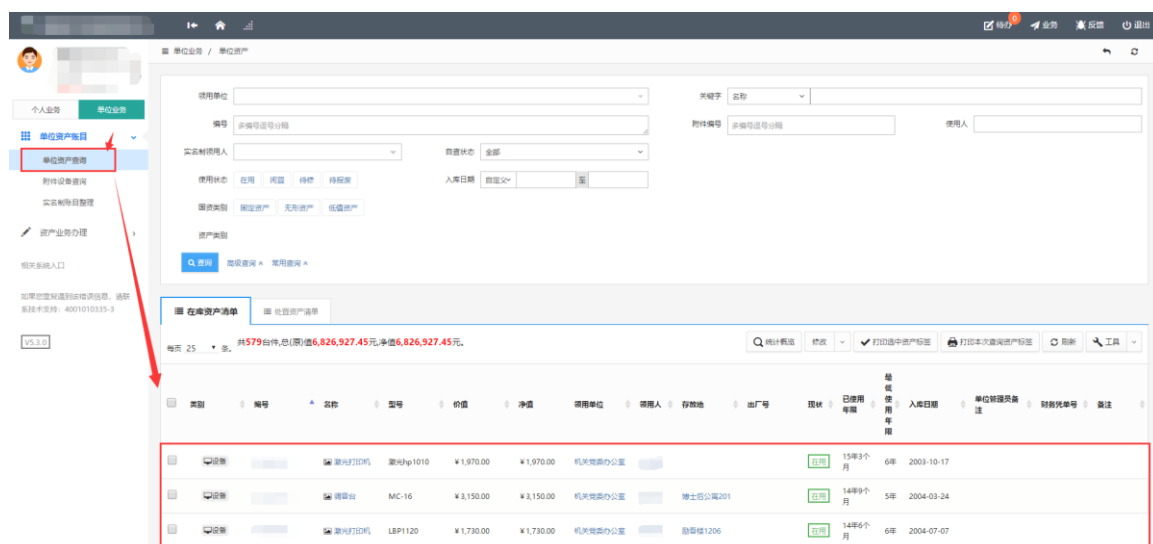 0
待办 业务 反馈 退出
单位业务 / 单位资产
个人业务 单位业务
单位资产账目
单位资产查询
附件设备查询
实名制账目整理
资产业务办理
相关系统入口
如果您登陆遇到该错误信息，请联
系技术支持：4001010335-3
V5.3.0
领用单位 关键字 名称
编号 多编号逗号分隔 附件编号 多编号逗号分隔 使用人
实名制领用人 自查状态 全部
使用状态 在用 闲置 待修 待报废 入库日期 自定义 至
国资类别 固定资产 无形资产 低值资产
资产类别
查询 高级查询 常用查询
在库资产清单 处置资产清单
每页 25 条, 共579台件,总(原)值6,826,927.45元,净值6,826,927.45元。 统计概览 修改 打印选中资产标签 打印本次查询资产标签 刷新 工具
类别 编号 名称 型号 价值 净值 领用单位 领用人 存放地 出厂号 现状 已使用年限 最低使用年限 入库日期 单位管理员备注 财务凭单号 备注
设备 激光打印机 激光hp1010 ¥1,970.00 ¥1,970.00 机关党委办公室 在用 15年3个月 6年 2003-10-17
设备 调音台 MC-16 ¥3,150.00 ¥3,150.00 机关党委办公室 博士后公寓201 在用 14年9个月 5年 2004-03-24
设备 激光打印机 LBP1120 ¥1,730.00 ¥1,730.00 机关党委办公室 励吾楼1206 在用 14年6个月 6年 2004-07-07